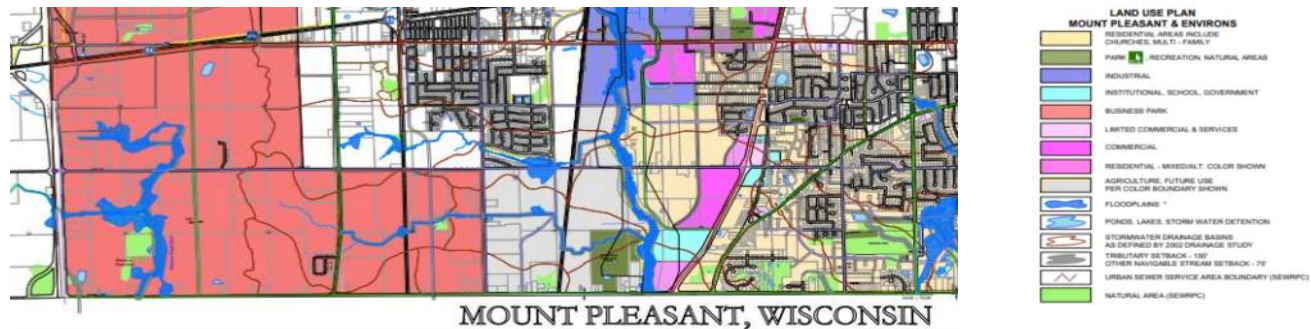 MOUNT PLEASANT, WISCONSIN
LAND USE PLAN
MOUNT PLEASANT & ENVIRONS
RESIDENTIAL AREAS INCLUDE
CHURCHES, MULTI - FAMILY
PARK, RECREATION, NATURAL AREAS
INDUSTRIAL
INSTITUTIONAL, SCHOOL, GOVERNMENT
BUSINESS PARK
LIMITED COMMERCIAL & SERVICES
COMMERCIAL
RESIDENTIAL - MIXED/ALT. COLOR SHOWN
AGRICULTURE, FUTURE USE
PER COLOR BOUNDARY SHOWN
FLOODPLAINS *
PONDS, LAKES, STORM WATER DETENTION
STORMWATER DRAINAGE BASINS
AS DEFINED BY 2002 DRAINAGE STUDY
TRIBUTARY SETBACK - 150'
OTHER NAVIGABLE STREAM SETBACK - 75'
URBAN SEWER SERVICE AREA BOUNDARY (SEWRPC)
NATURAL AREA (SEWRPC)